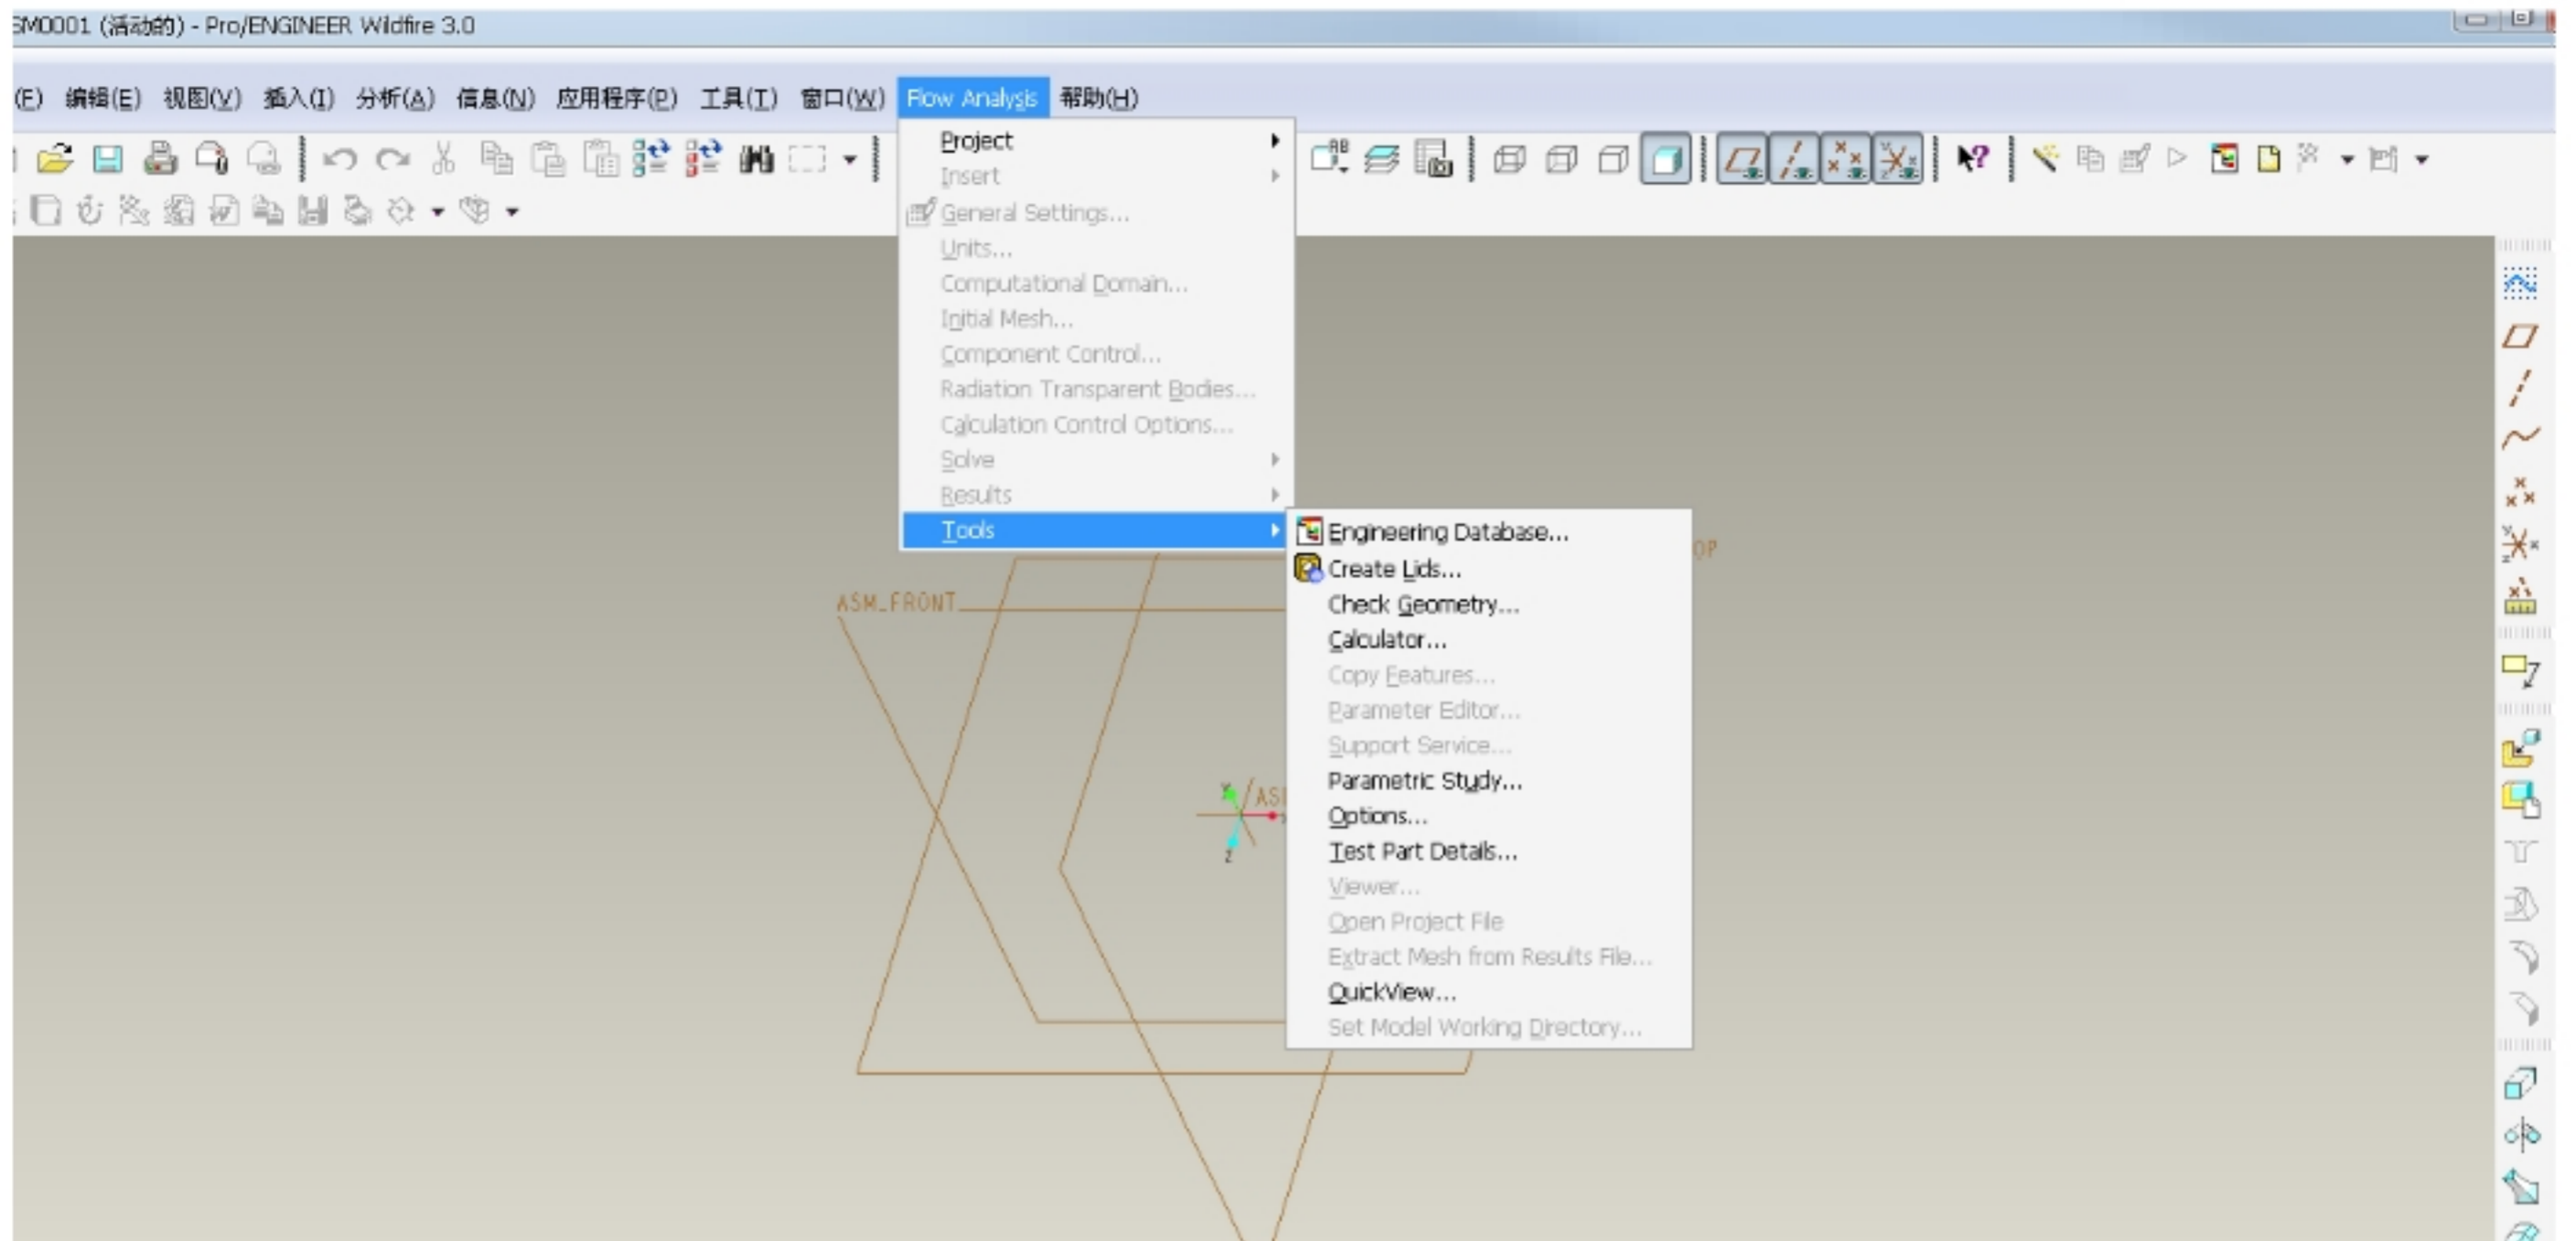 SM0001 (活动的) - Pro/ENGINEER Wildfire 3.0
(F) 编辑(E) 视图(V) 插入(I) 分析(A) 信息(N) 应用程序(P) 工具(T) 窗口(W) Flow Analysis 帮助(H)
Project
Insert
General Settings...
Units...
Computational Domain...
Initial Mesh...
Component Control...
Radiation Transparent Bodies...
Calculation Control Options...
Solve
Results
Tools
Engineering Database...
Create Lids...
Check Geometry...
Calculator...
Copy Features...
Parameter Editor...
Support Service...
Parametric Study...
Options...
Test Part Details...
Viewer...
Open Project File
Extract Mesh from Results File...
QuickView...
Set Model Working Directory...
OP
ASM_FRONT
Y
AS
Z